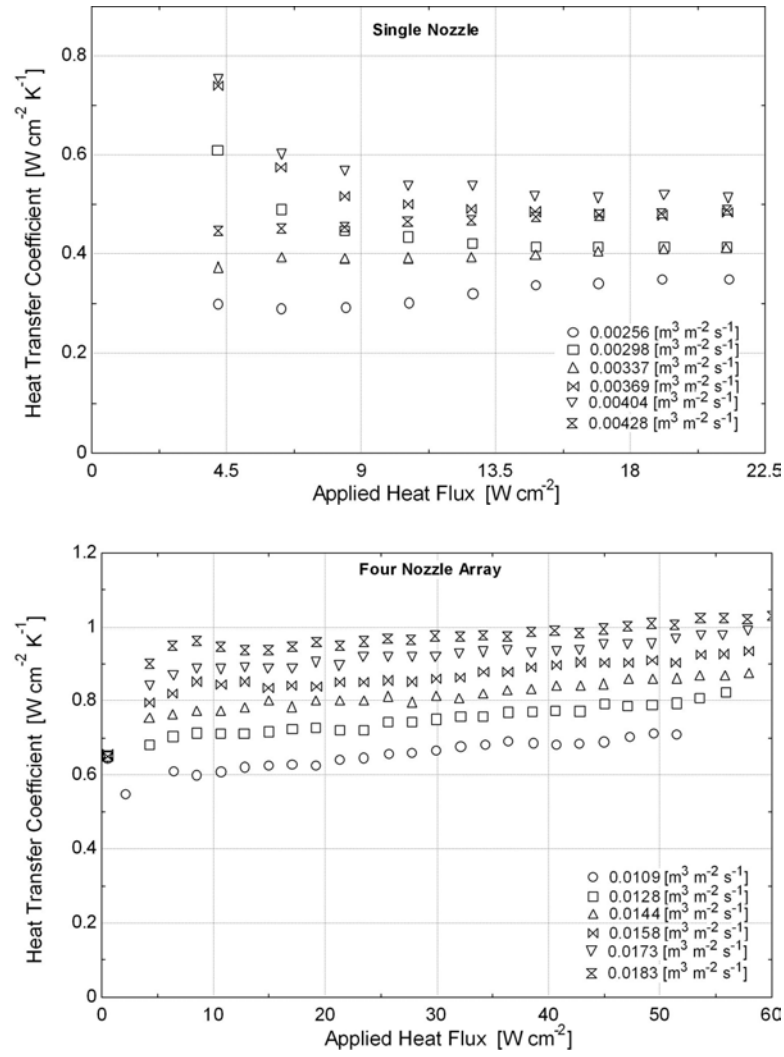 Single Nozzle
0.8
0.6
0.4
0.2
0
Heat Transfer Coefficient [W cm⁻² K⁻¹]
0.00256 [m³ m⁻² s⁻¹]
0.00298 [m³ m⁻² s⁻¹]
0.00337 [m³ m⁻² s⁻¹]
0.00369 [m³ m⁻² s⁻¹]
0.00404 [m³ m⁻² s⁻¹]
0.00428 [m³ m⁻² s⁻¹]
0 4.5 9 13.5 18 22.5
Applied Heat Flux [W cm⁻²]
Four Nozzle Array
1.2
1
0.8
0.6
0.4
0.2
0
Heat Transfer Coefficient [W cm⁻² K⁻¹]
0.0109 [m³ m⁻² s⁻¹]
0.0128 [m³ m⁻² s⁻¹]
0.0144 [m³ m⁻² s⁻¹]
0.0158 [m³ m⁻² s⁻¹]
0.0173 [m³ m⁻² s⁻¹]
0.0183 [m³ m⁻² s⁻¹]
0 10 20 30 40 50 60
Applied Heat Flux [W cm⁻²]